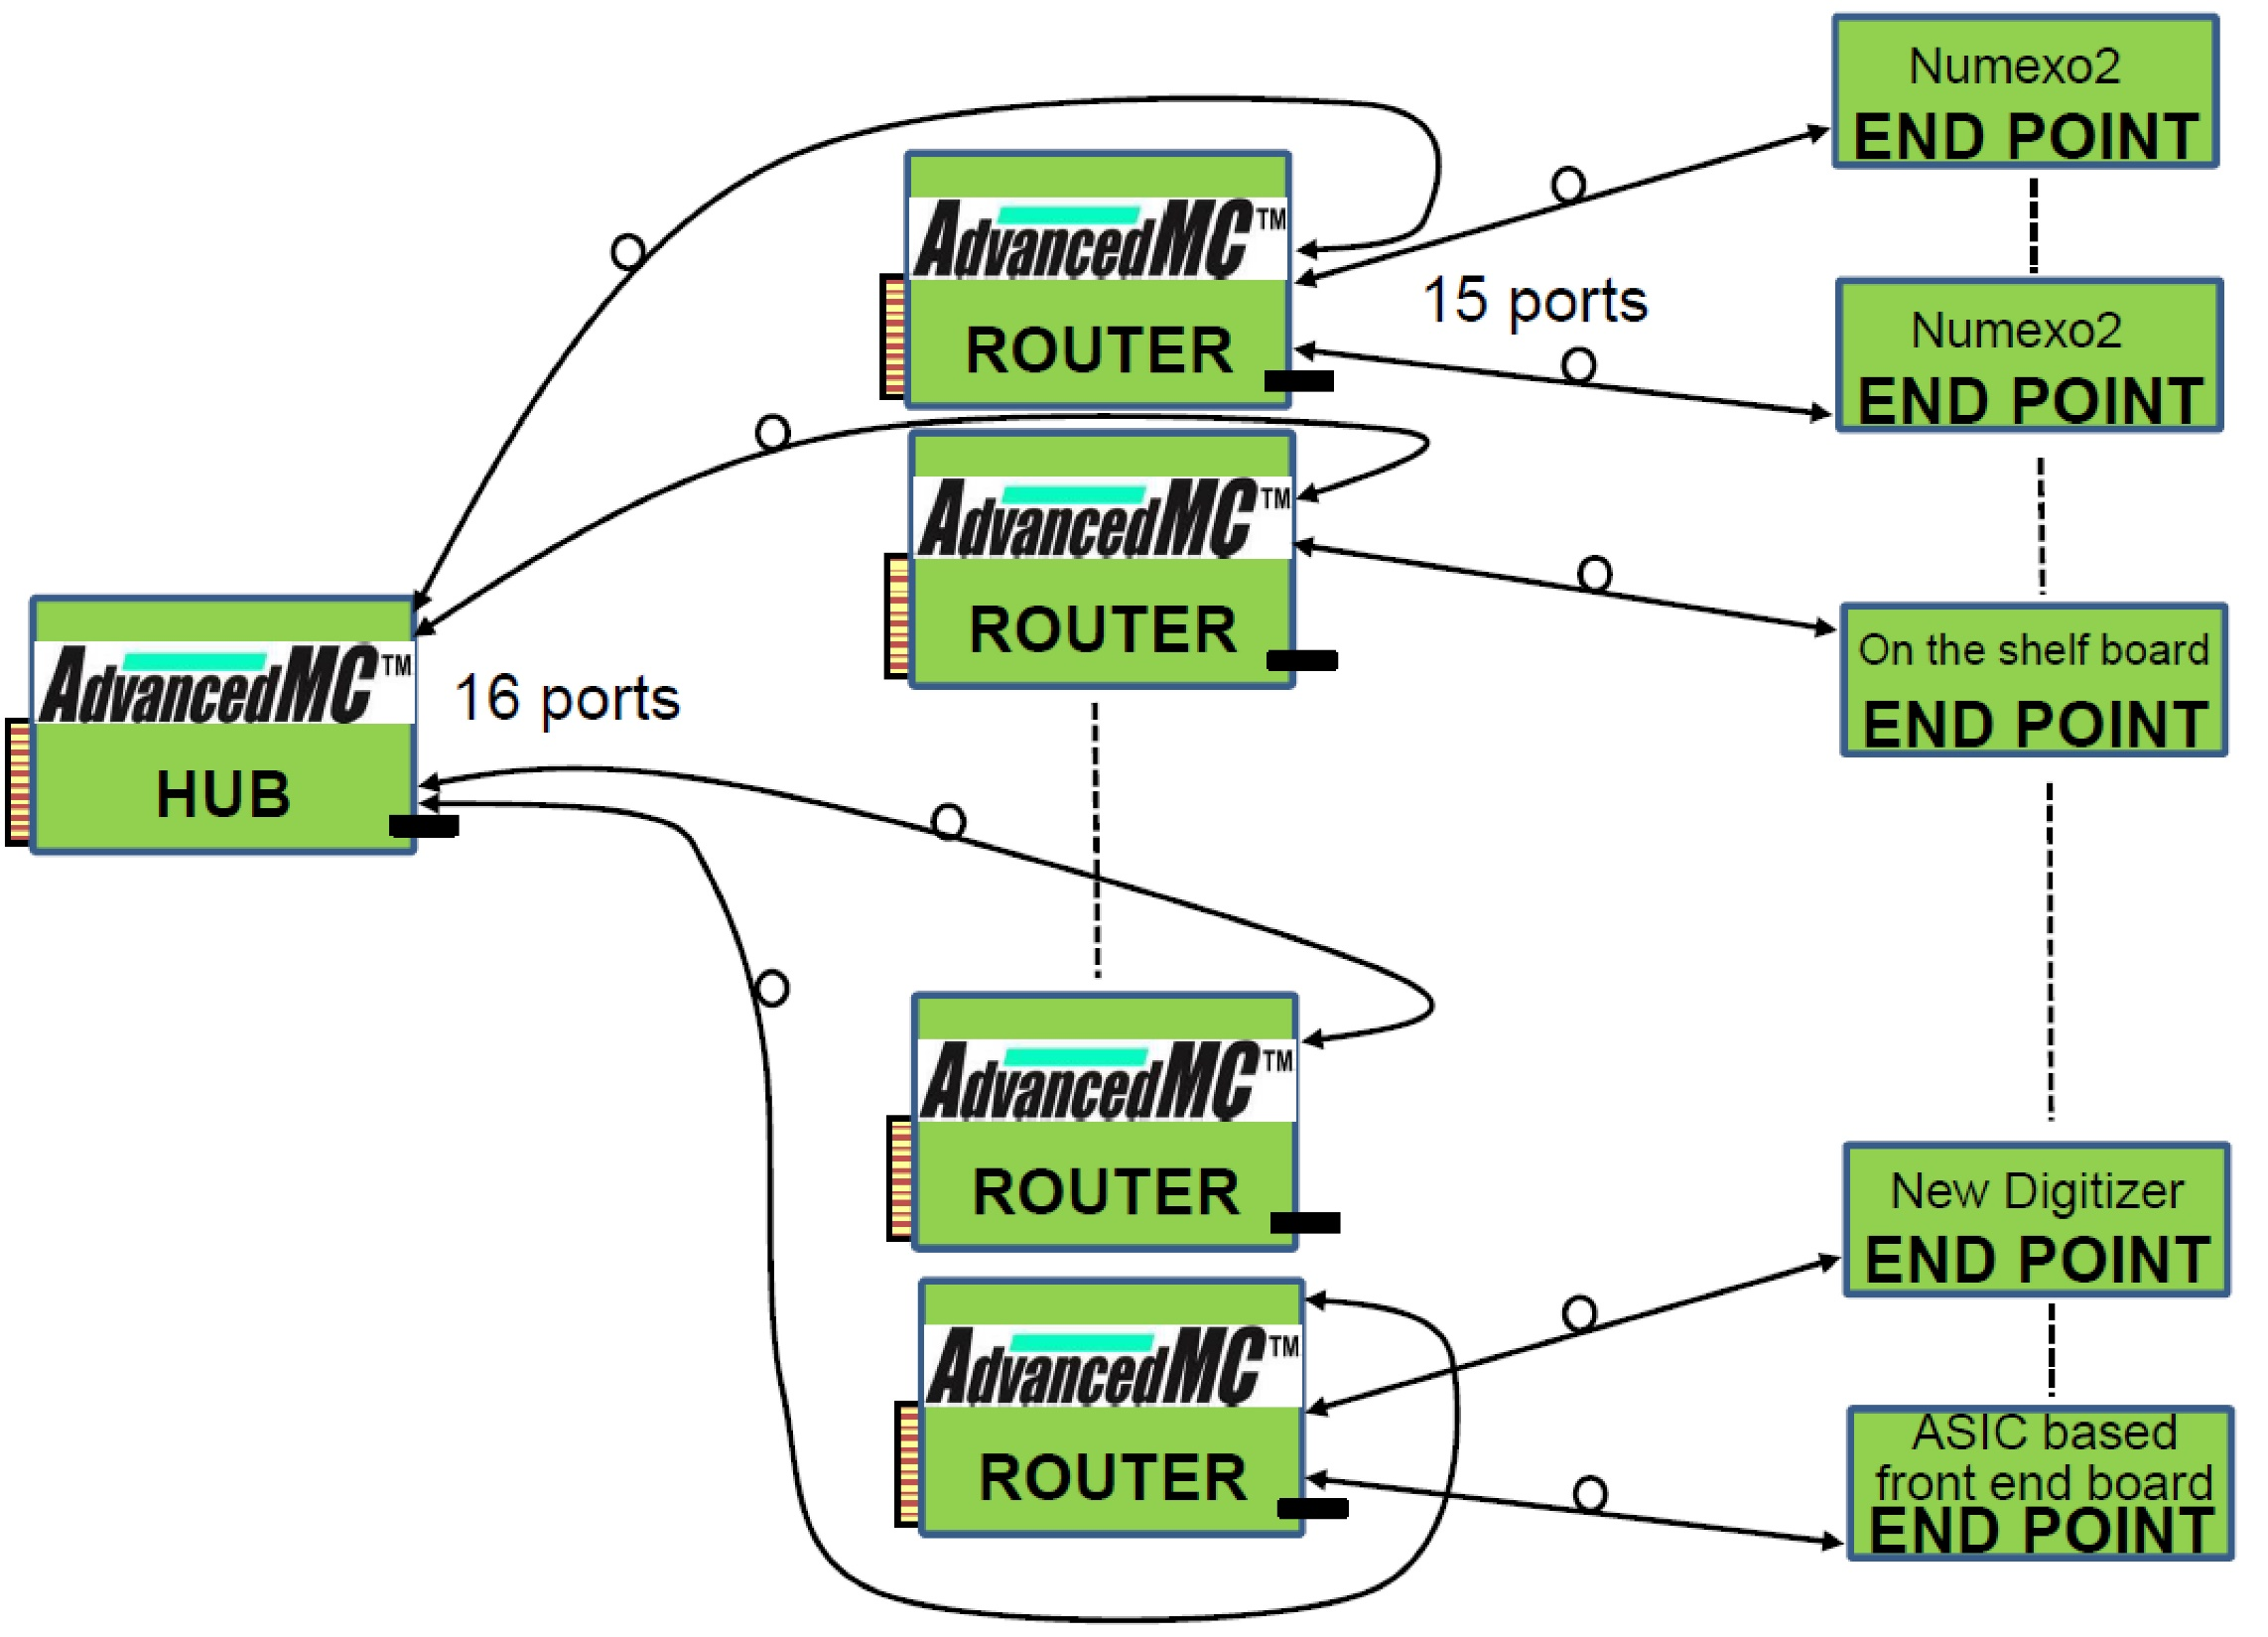 Numexo2
END POINT
AdvancedMC™
ROUTER
15 ports
Numexo2
END POINT
AdvancedMC™
ROUTER
On the shelf board
END POINT
AdvancedMC™
HUB
16 ports
AdvancedMC™
ROUTER
New Digitizer
END POINT
AdvancedMC™
ROUTER
ASIC based
front end board
END POINT